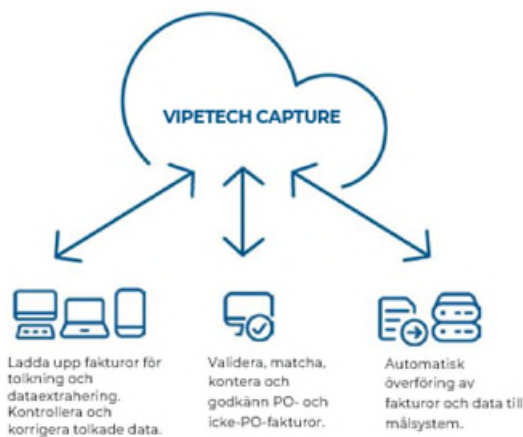 VIPETECH CAPTURE
Ladda upp fakturor för
tolkning och
dataextrahering.
Kontrollera och
korrigera tolkade data.
Validera, matcha,
kontera och
godkänn PO- och
icke-PO-fakturor.
Automatisk
överföring av
fakturor och data till
målsystem.